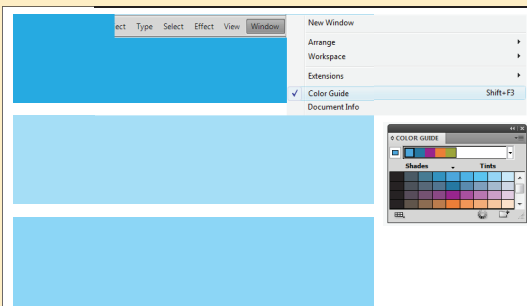 ect Type Select Effect View Window
New Window
Arrange
Workspace
Extensions
Color Guide Shift+F3
Document Info
COLOR GUIDE
Shades Tints